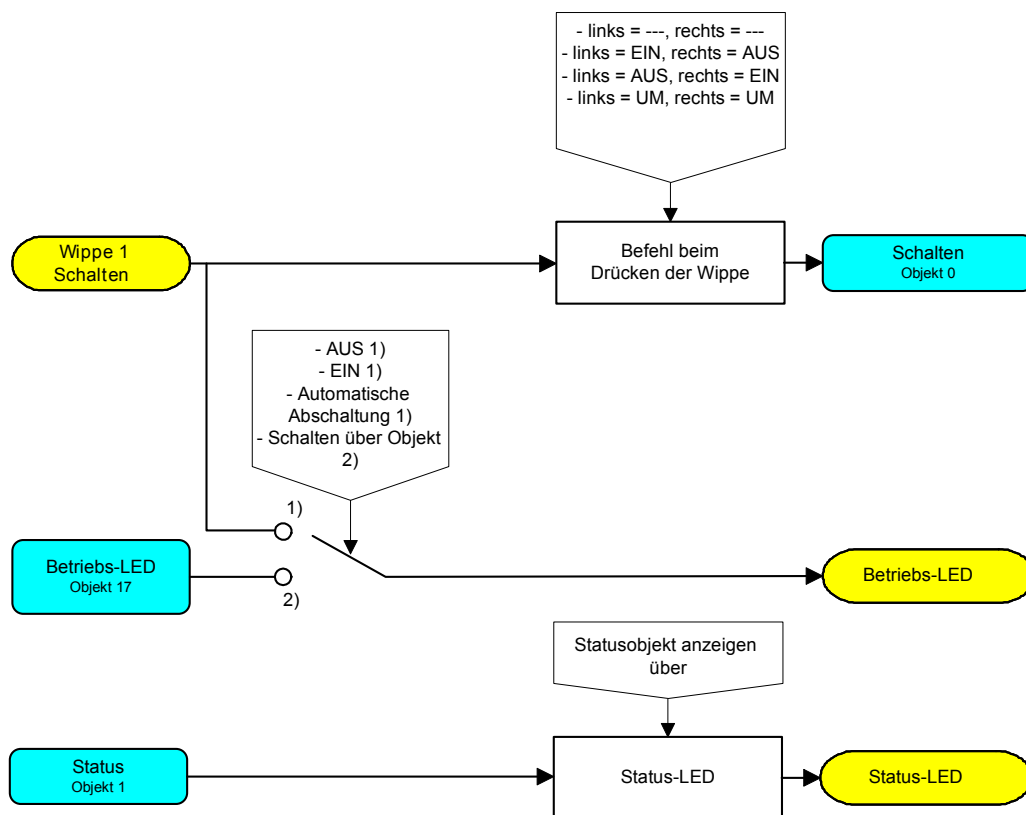 - links = ---, rechts = ---
- links = EIN, rechts = AUS
- links = AUS, rechts = EIN
- links = UM, rechts = UM
Wippe 1
Schalten
Befehl beim
Drücken der Wippe
Schalten
Objekt 0
- AUS 1)
- EIN 1)
- Automatische
Abschaltung 1)
- Schalten über Objekt
2)
1)
Betriebs-LED
Objekt 17
2)
Betriebs-LED
Statusobjekt anzeigen
über
Status
Objekt 1
Status-LED
Status-LED